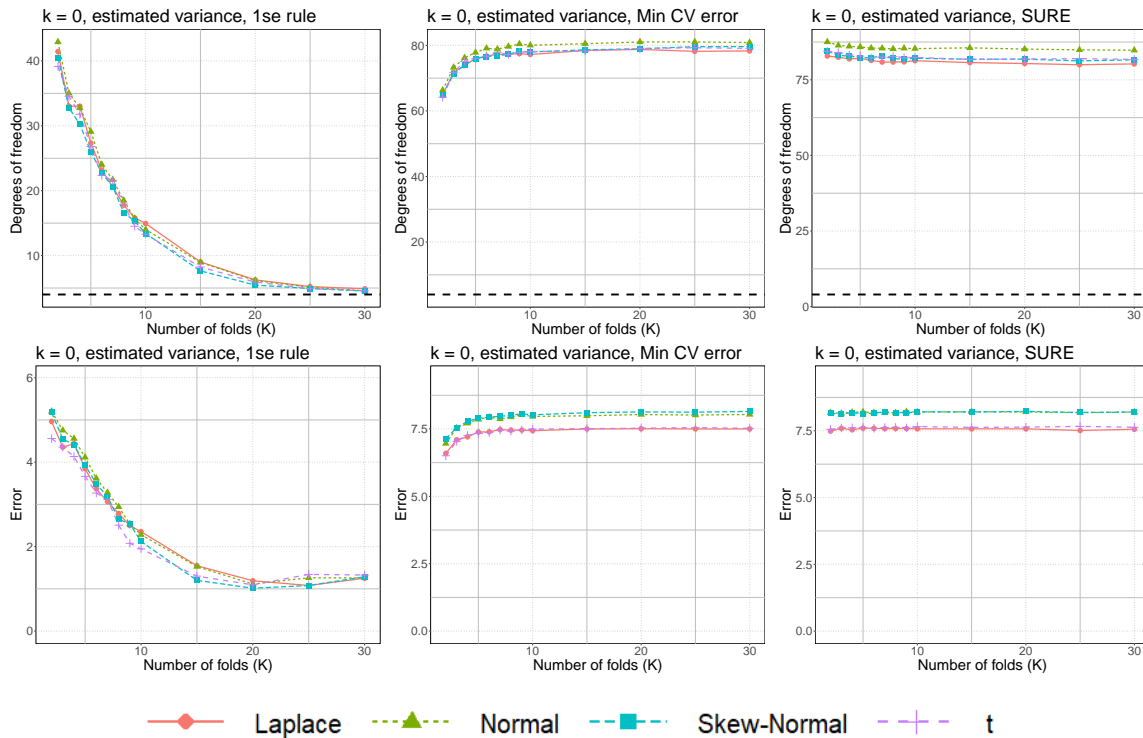 k = 0, estimated variance, 1se rule
k = 0, estimated variance, Min CV error
k = 0, estimated variance, SURE
Degrees of freedom
40
30
20
10
10
20
30
Number of folds (K)
Degrees of freedom
80
60
40
20
0
10
20
30
Number of folds (K)
Degrees of freedom
75
50
25
0
10
20
30
Number of folds (K)
k = 0, estimated variance, 1se rule
k = 0, estimated variance, Min CV error
k = 0, estimated variance, SURE
Error
6
4
2
0
10
20
30
Number of folds (K)
Error
7.5
5.0
2.5
0.0
10
20
30
Number of folds (K)
Error
7.5
5.0
2.5
0.0
10
20
30
Number of folds (K)
Laplace Normal Skew-Normal t